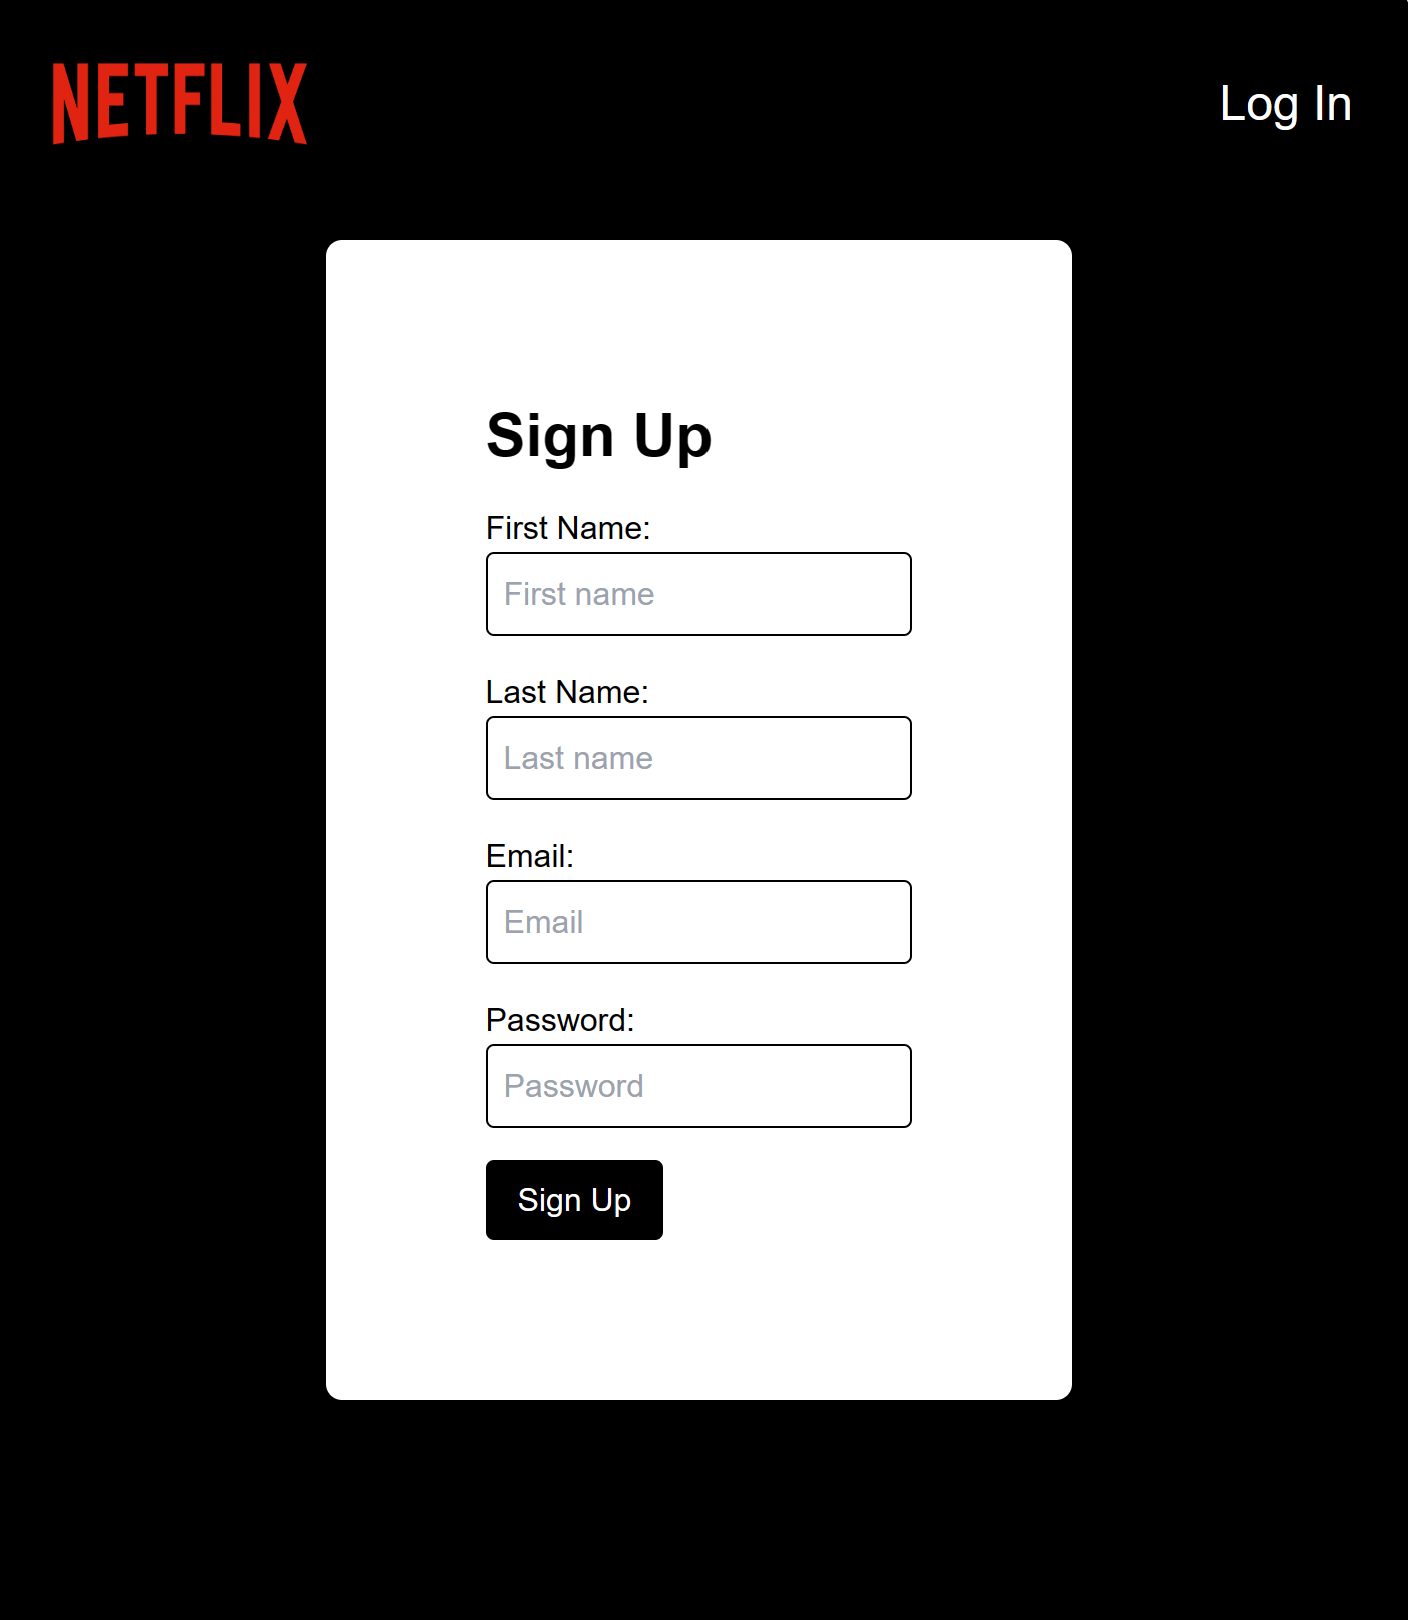 NETFLIX
Log In
Sign Up
First Name:
First name
Last Name:
Last name
Email:
Email
Password:
Password
Sign Up